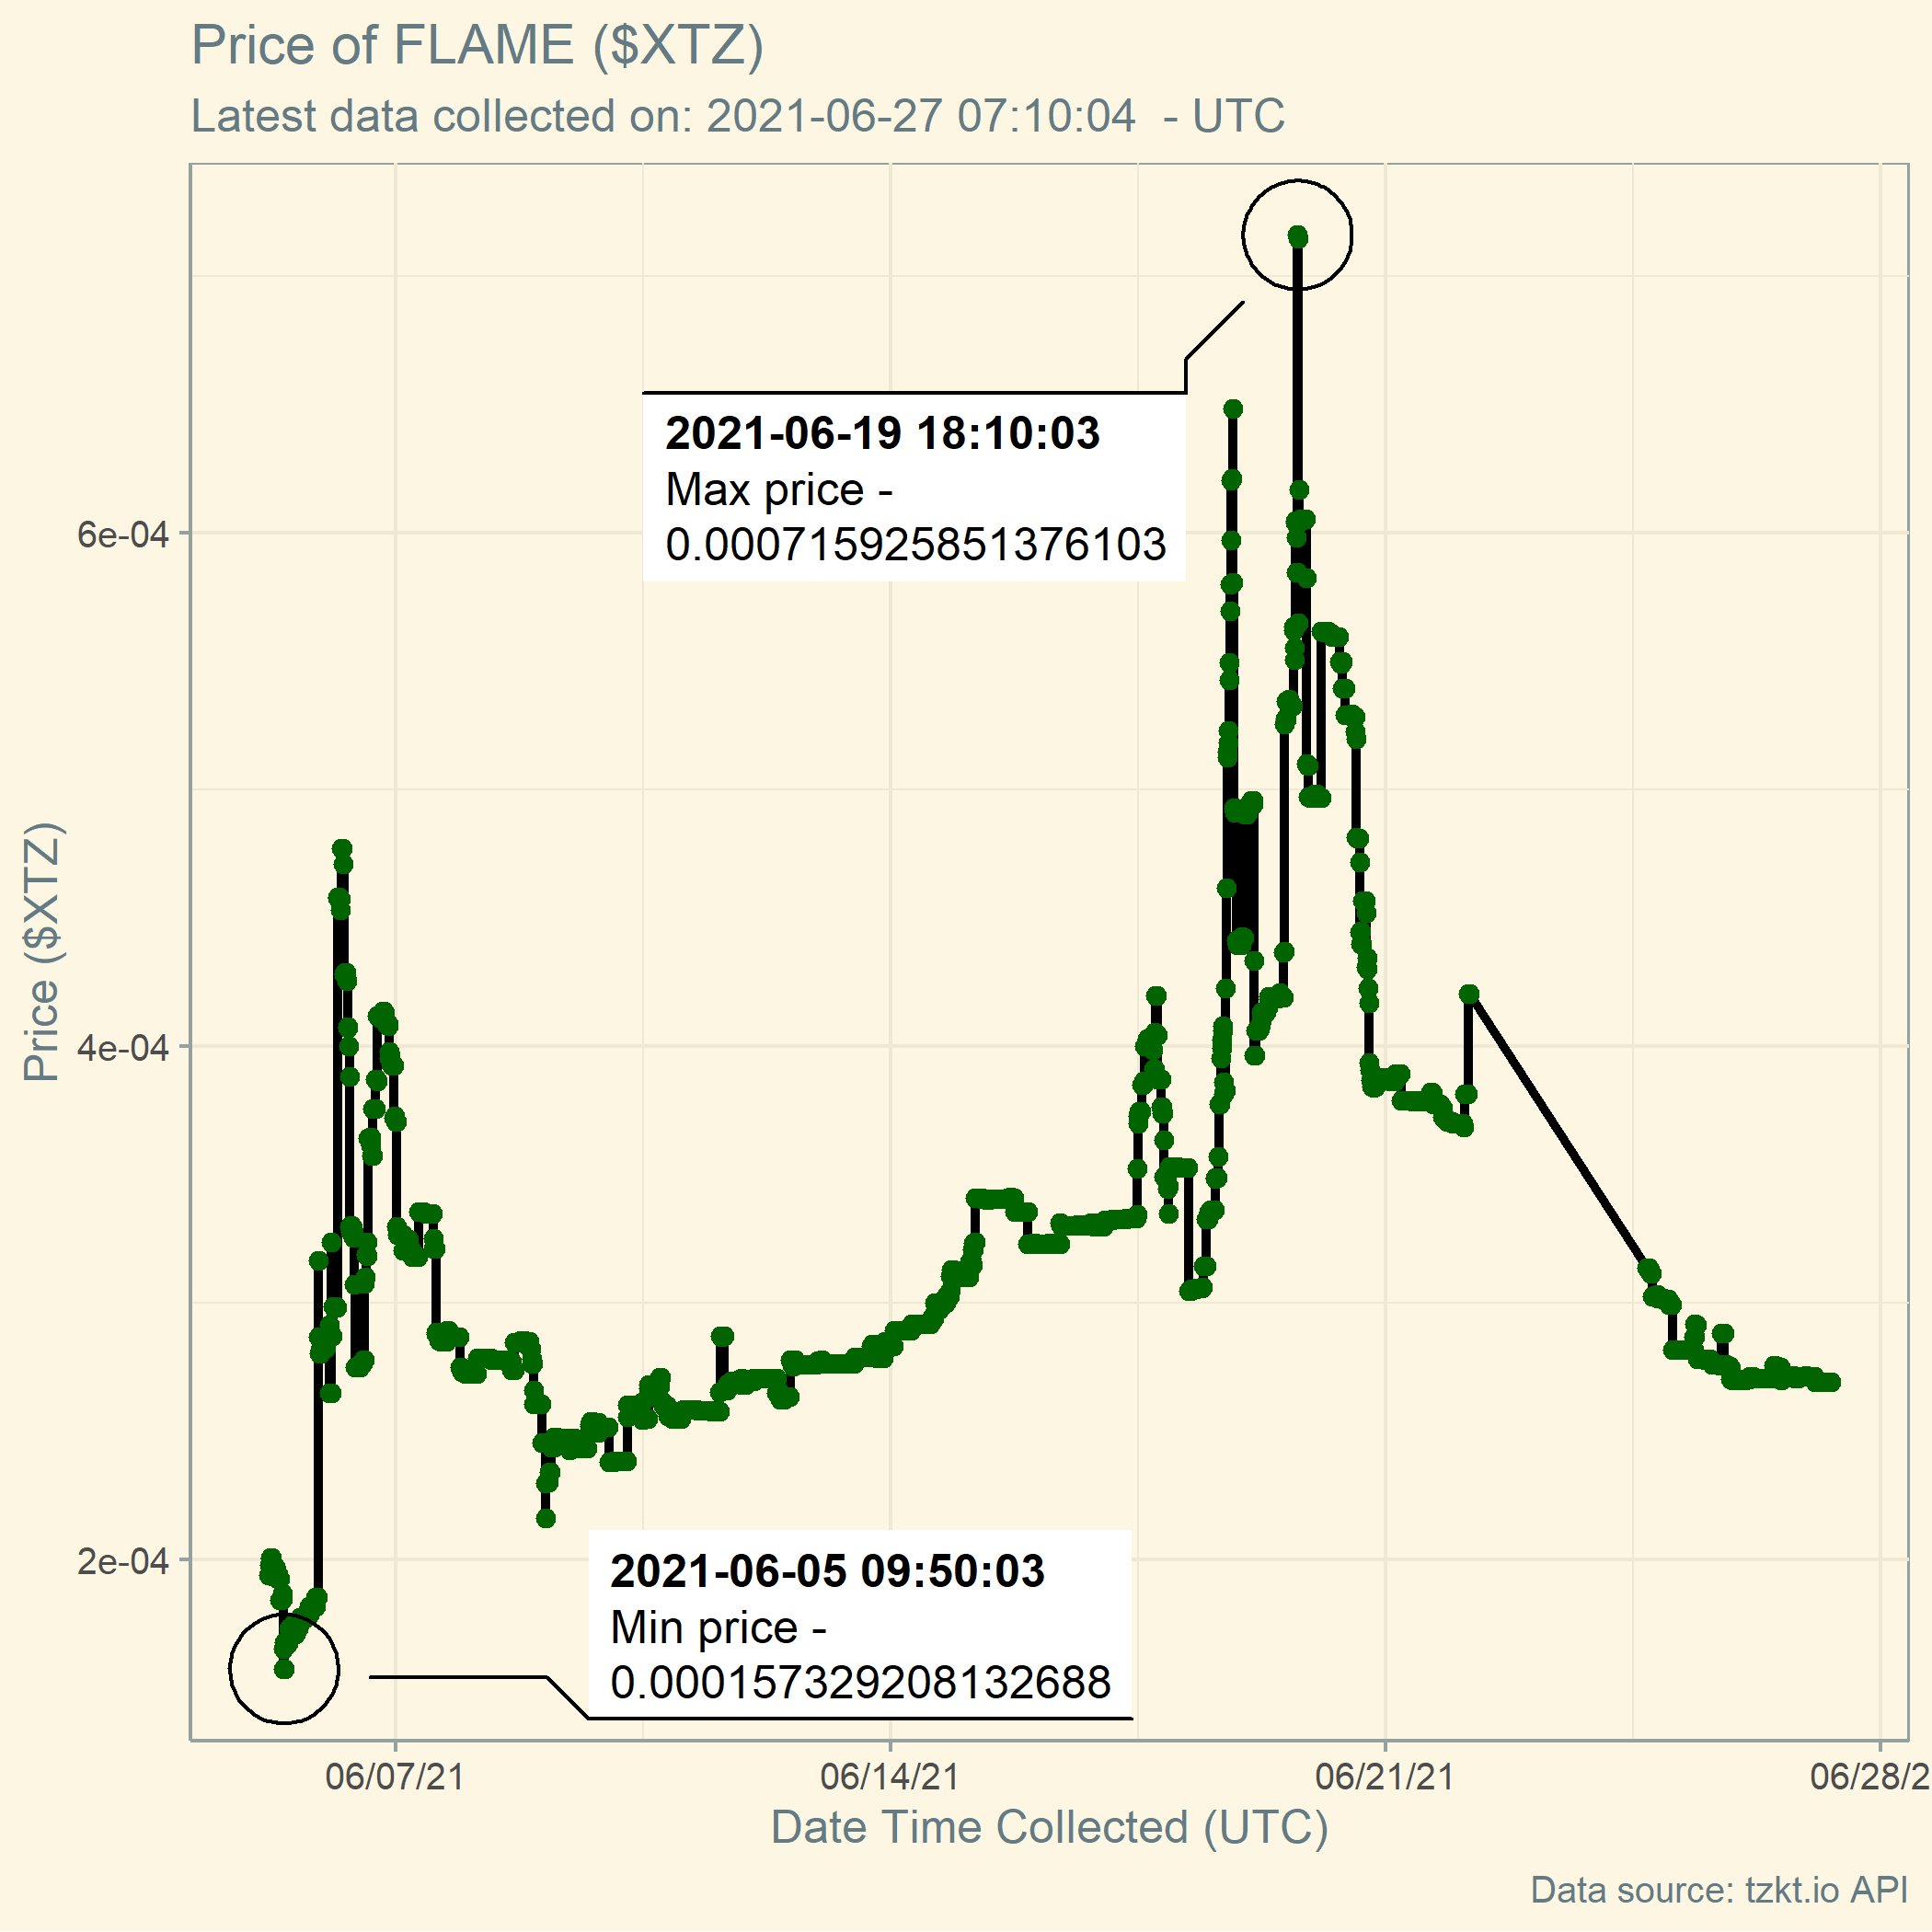 Price of FLAME ($XTZ)
Latest data collected on: 2021-06-27 07:10:04  - UTC
2021-06-19 18:10:03
Max price -
0.000715925851376103
6e-04
4e-04
2e-04
Price ($XTZ)
2021-06-05 09:50:03
Min price -
0.000157329208132688
06/07/21
06/14/21
06/21/21
06/28/2
Date Time Collected (UTC)
Data source: tzkt.io API